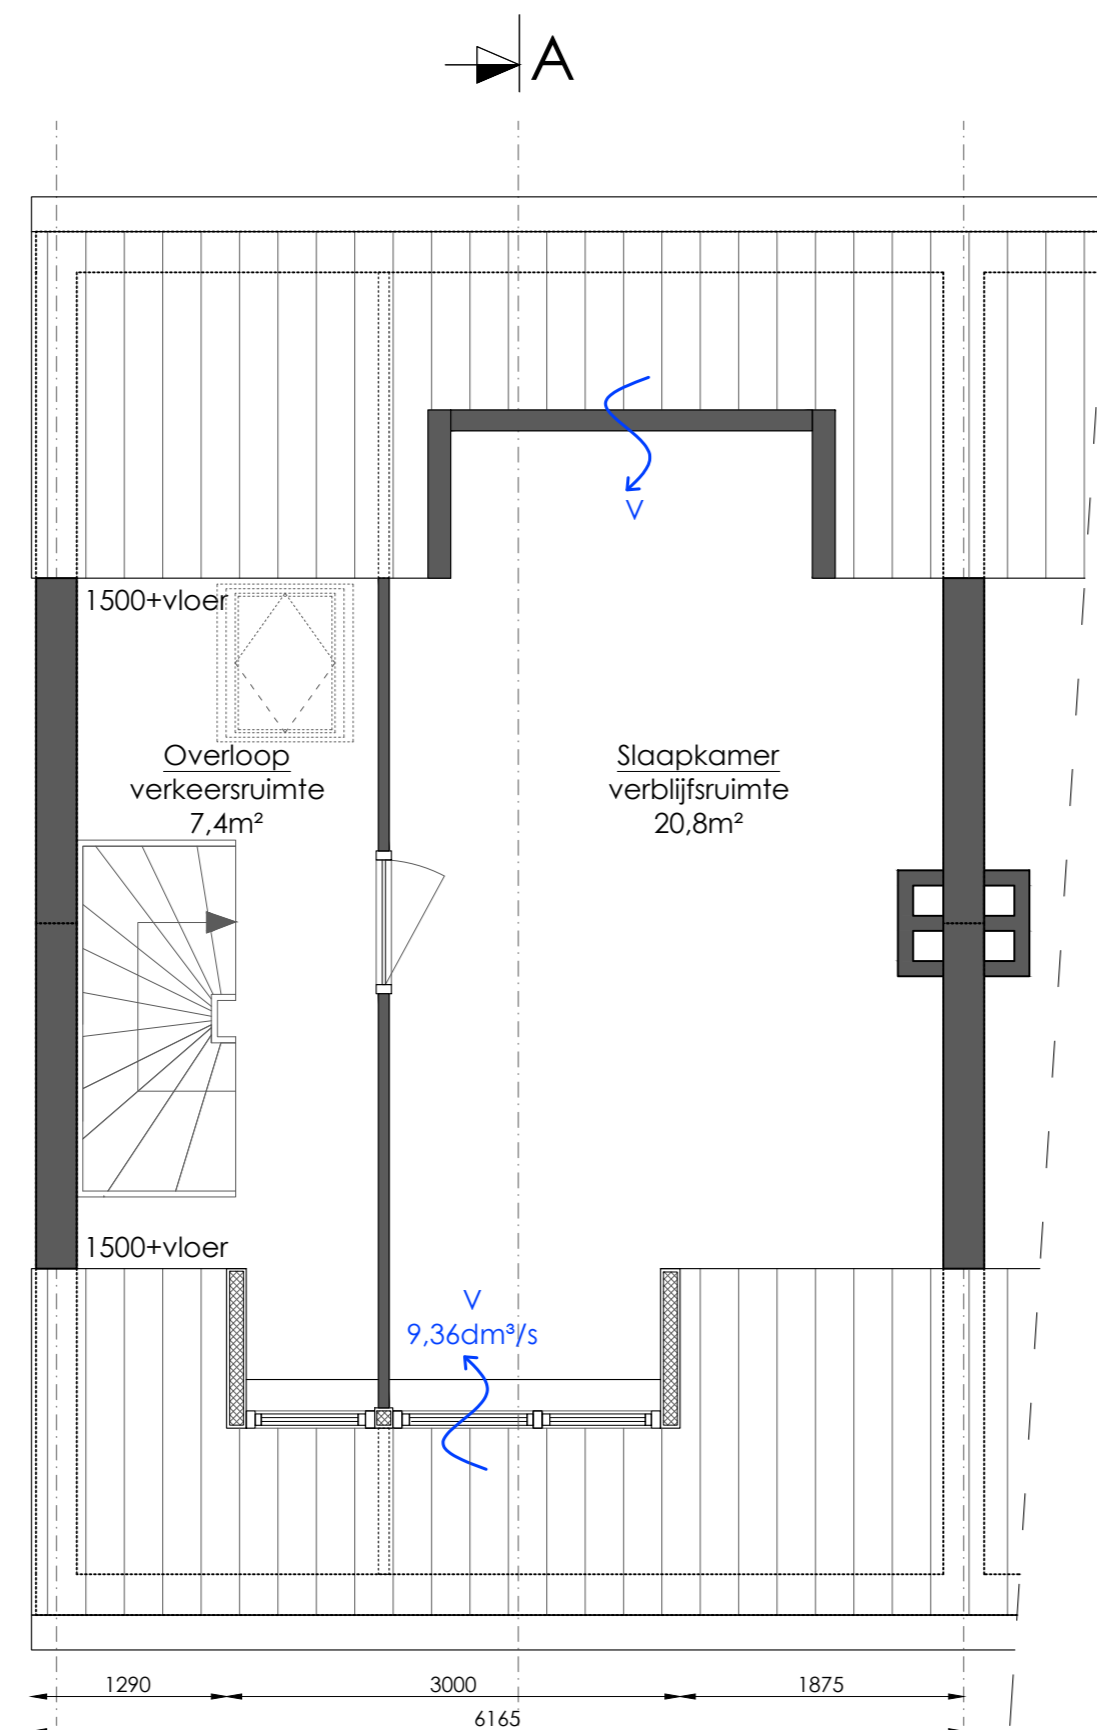 A
V
1500+vloer
Overloop
verkeersruimte
7,4m²
Slaapkamer
verblijfsruimte
20,8m²
1500+vloer
V
9,36dm³/s
1290
3000
1875
6165